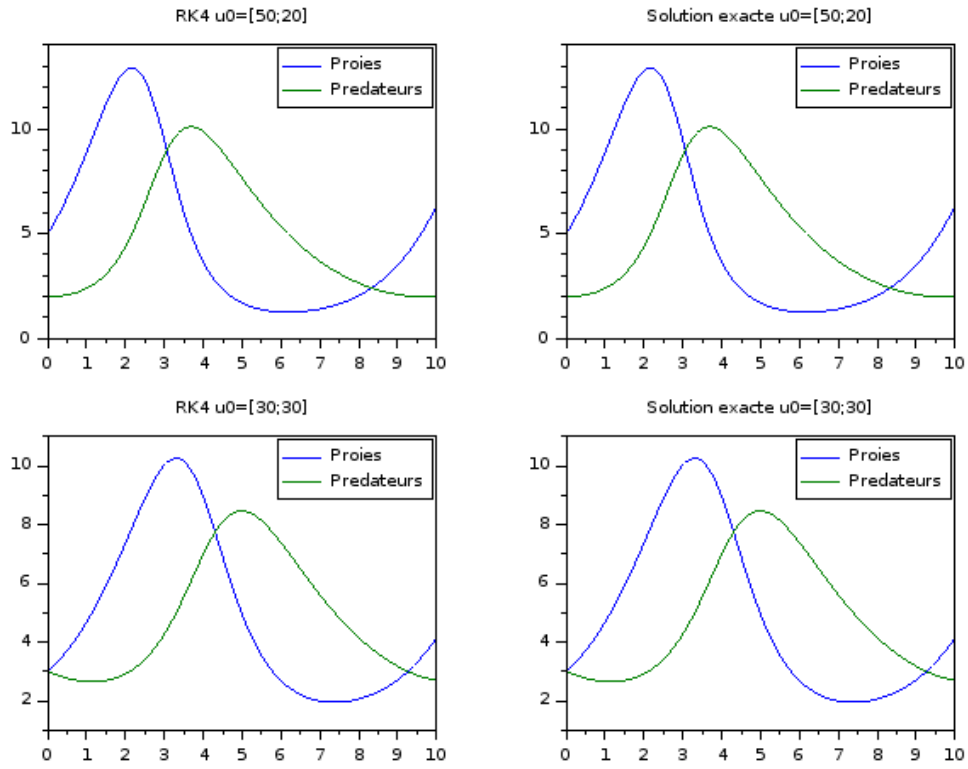 RK4 u0=[50;20]
Proies
Predateurs
10
5
0
0 1 2 3 4 5 6 7 8 9 10
Solution exacte u0=[50;20]
Proies
Predateurs
10
5
0
0 1 2 3 4 5 6 7 8 9 10
RK4 u0=[30;30]
Proies
Predateurs
10
8
6
4
2
0 1 2 3 4 5 6 7 8 9 10
Solution exacte u0=[30;30]
Proies
Predateurs
10
8
6
4
2
0 1 2 3 4 5 6 7 8 9 10